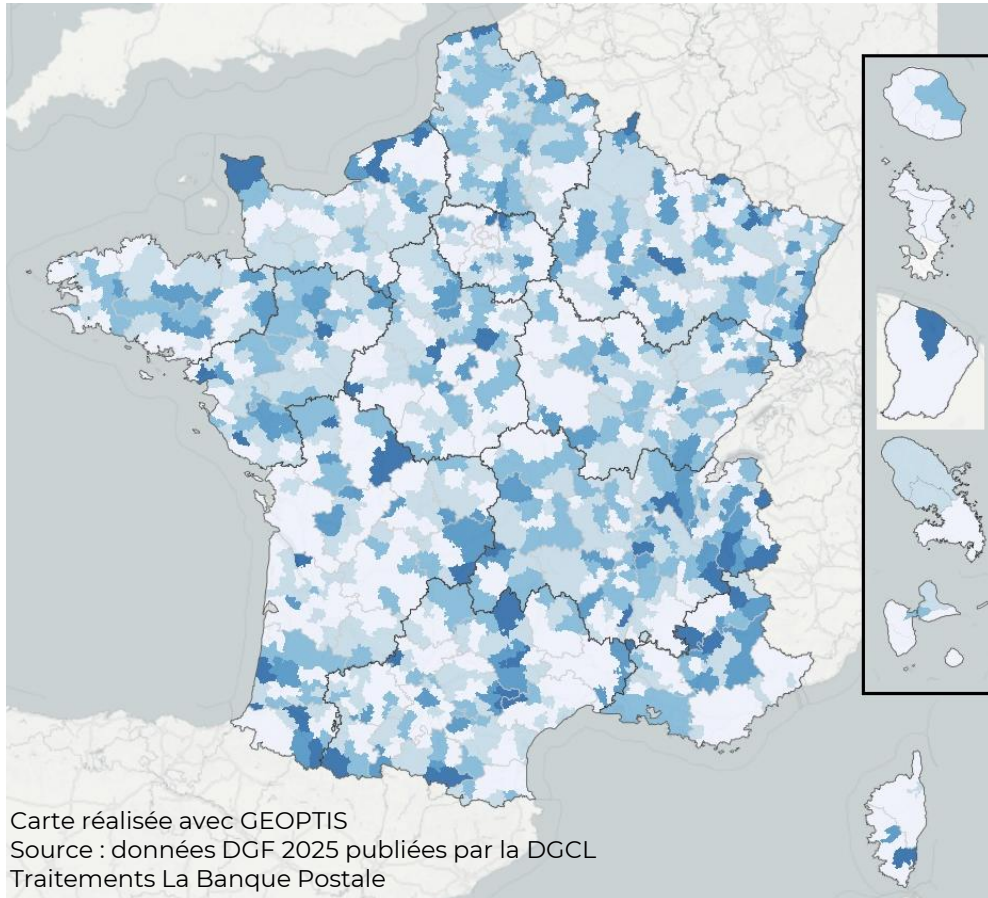 Carte réalisée avec GEOPTIS
Source : données DGF 2025 publiées par la DGCL
Traitements La Banque Postale